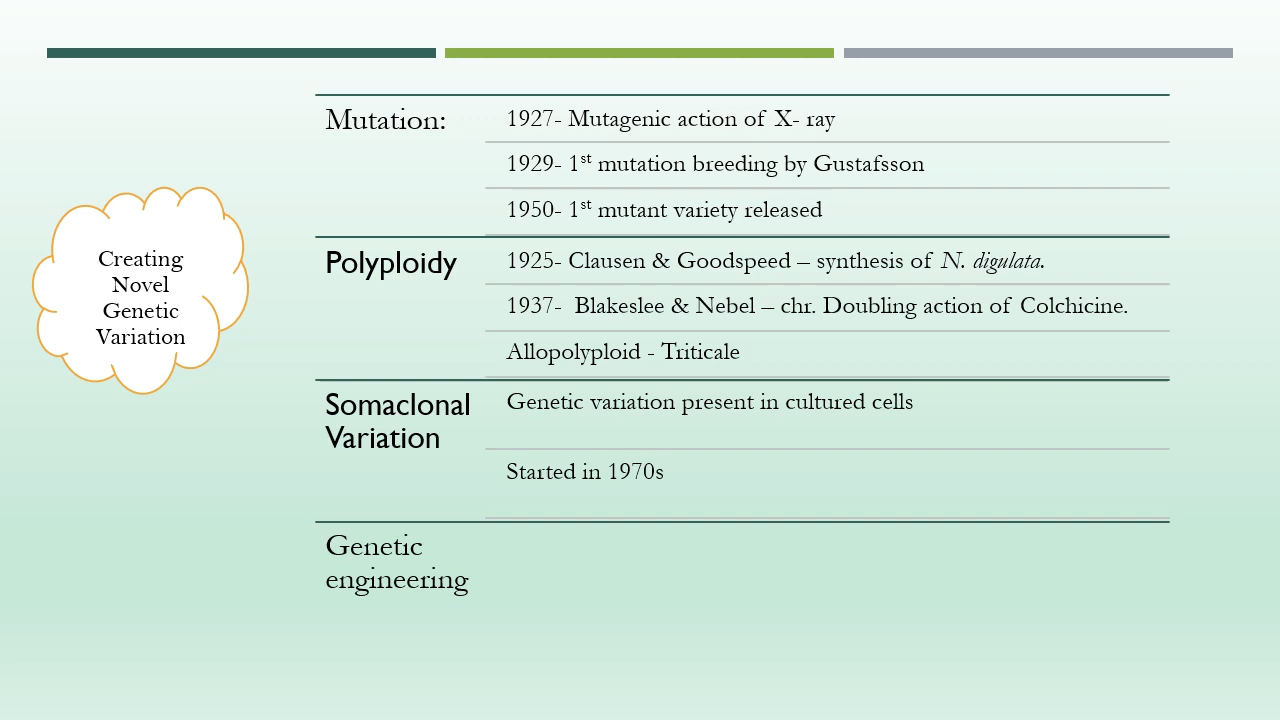 Creating
Novel
Genetic
Variation
Mutation:
1927- Mutagenic action of X- ray
1929- 1st mutation breeding by Gustafsson
1950- 1st mutant variety released
Polyploidy
1925- Clausen & Goodspeed – synthesis of N. digulata.
1937- Blakeslee & Nebel – chr. Doubling action of Colchicine.
Allopolyploid - Triticale
Somaclonal
Variation
Genetic variation present in cultured cells
Started in 1970s
Genetic
engineering